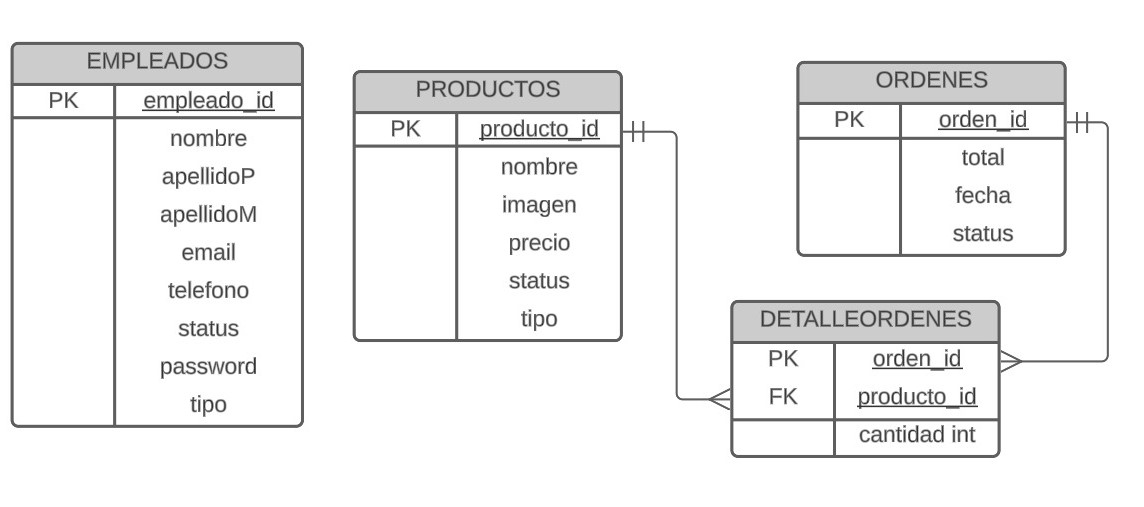 EMPLEADOS
PK empleado_id
nombre
apellidoP
apellidoM
email
telefono
status
password
tipo
PRODUCTOS
PK producto_id
nombre
imagen
precio
status
tipo
ORDENES
PK orden_id
total
fecha
status
DETALLEORDENES
PK orden_id
FK producto_id
cantidad int